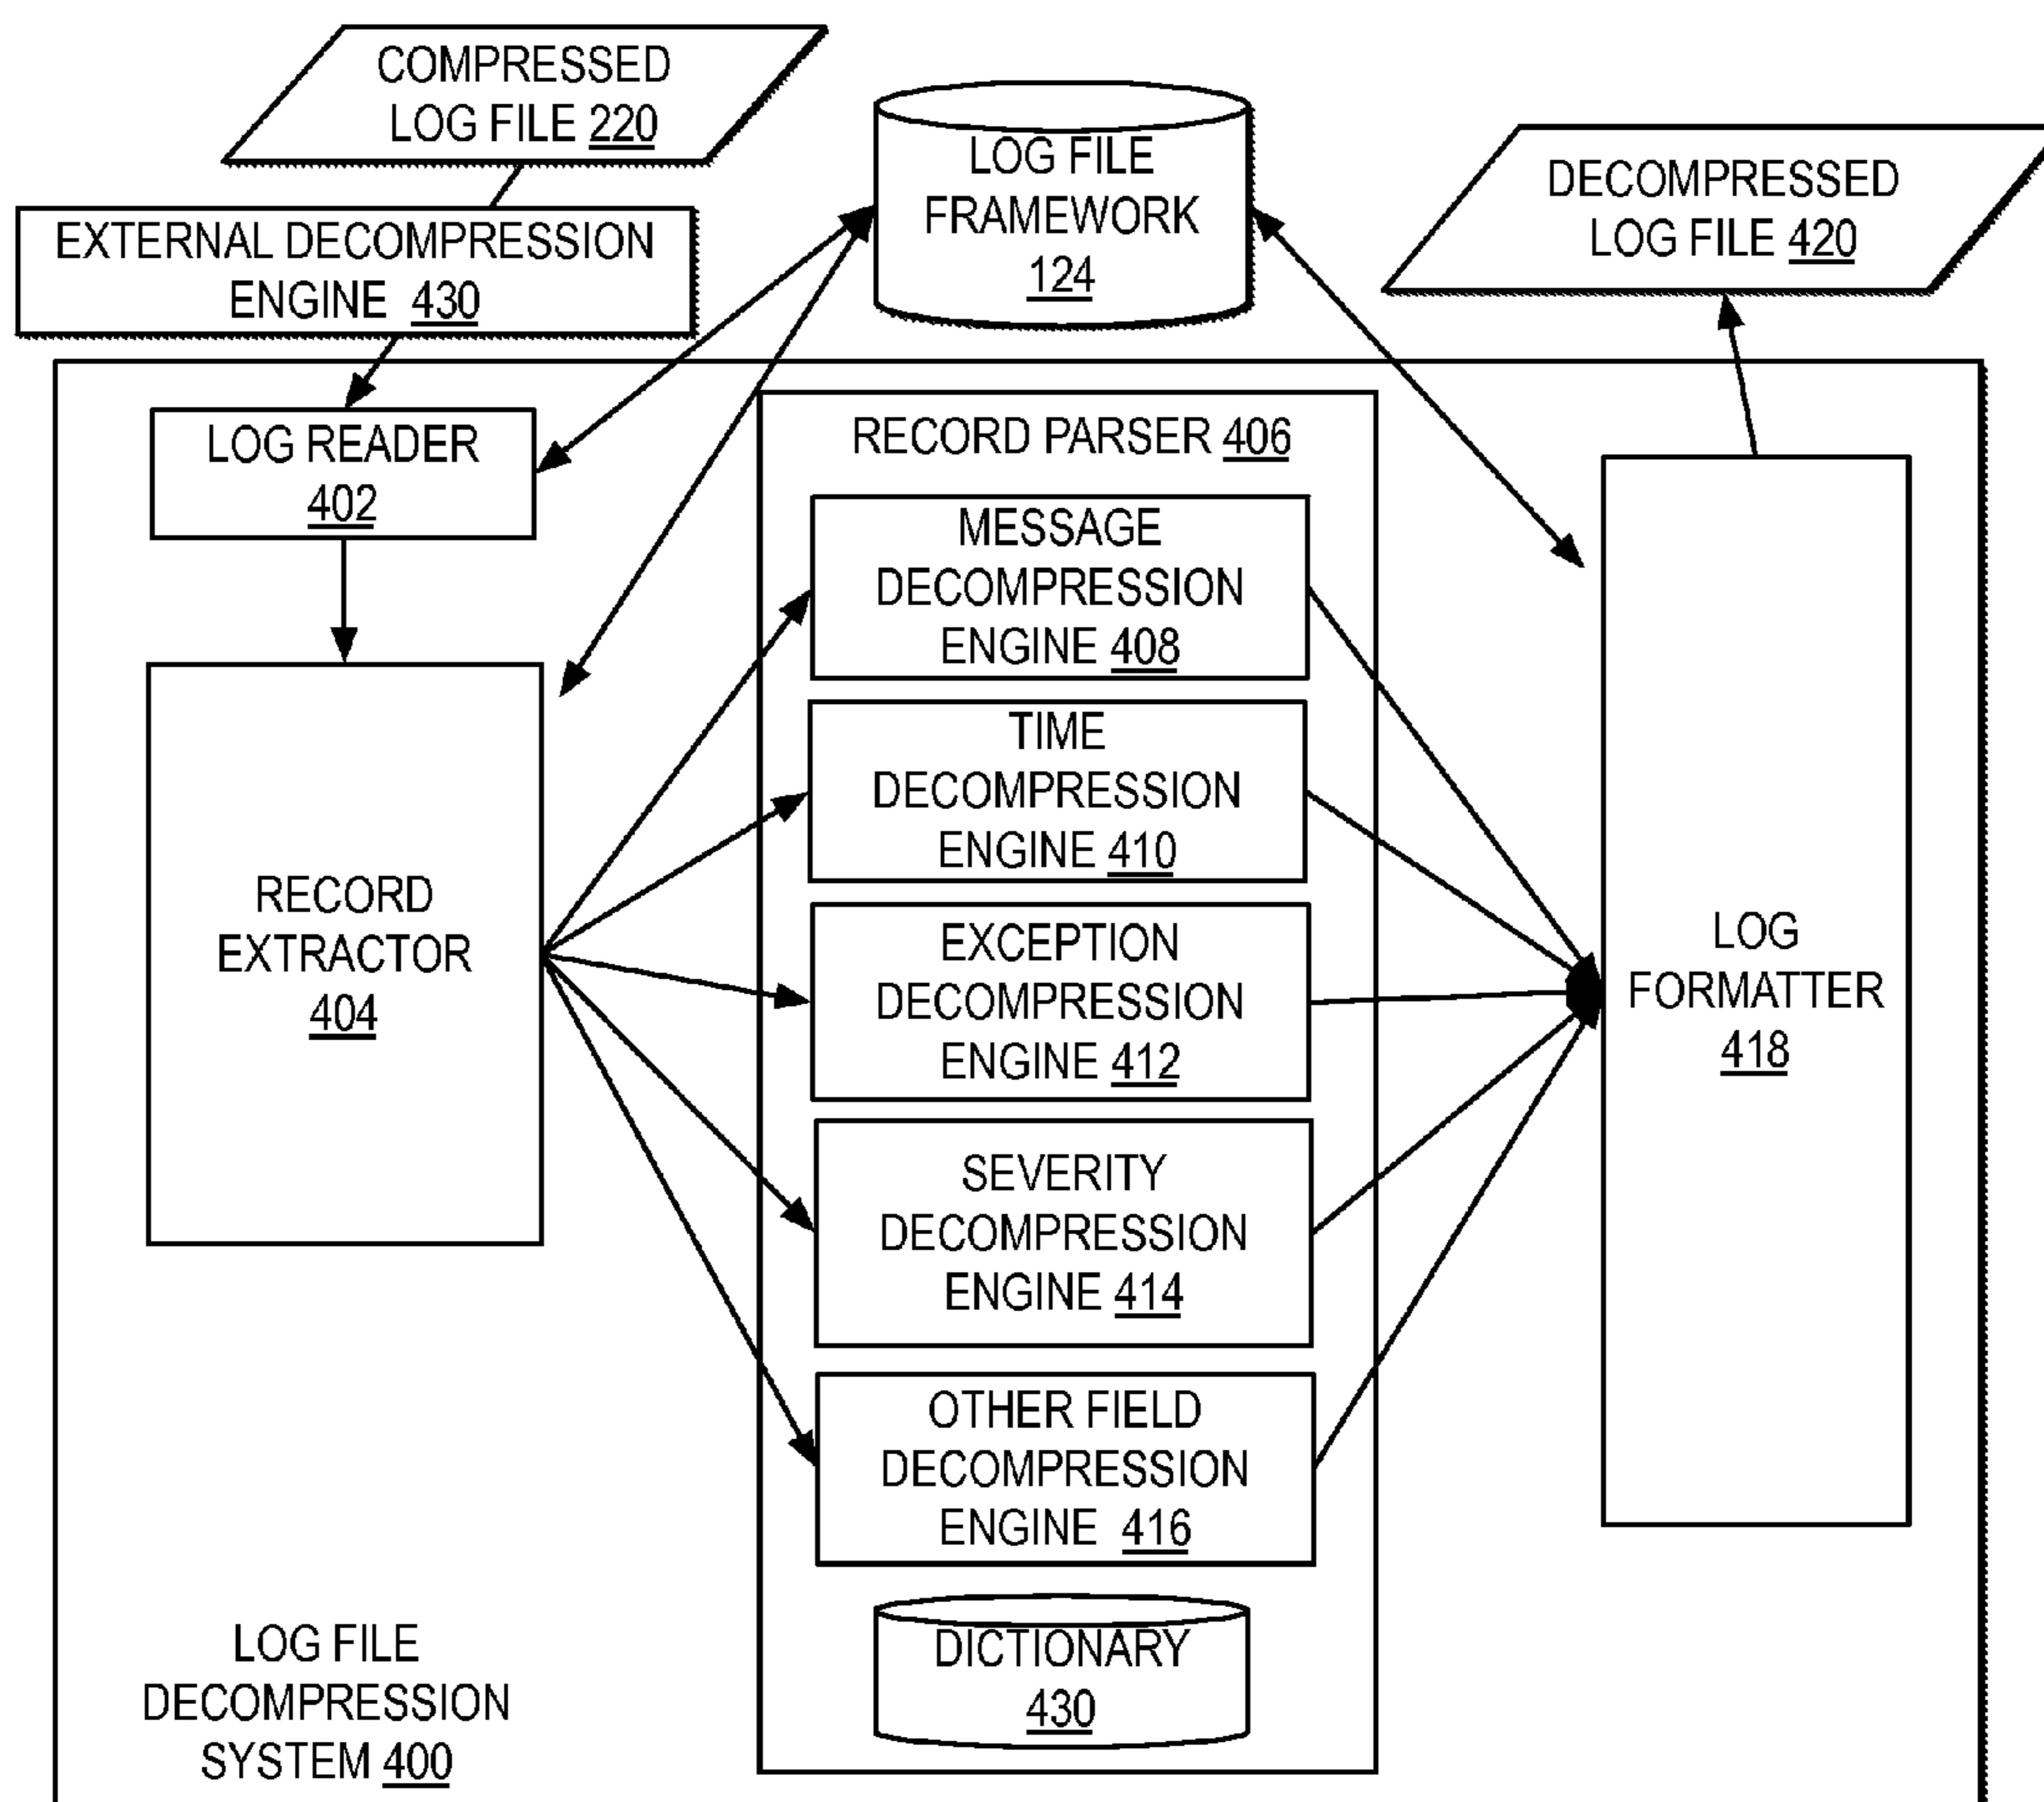 COMPRESSED
LOG FILE 220
LOG FILE
FRAMEWORK
124
DECOMPRESSED
LOG FILE 420
EXTERNAL DECOMPRESSION
ENGINE 430
LOG READER
402
RECORD PARSER 406
MESSAGE
DECOMPRESSION
ENGINE 408
TIME
DECOMPRESSION
ENGINE 410
RECORD
EXTRACTOR
404
EXCEPTION
DECOMPRESSION
ENGINE 412
LOG
FORMATTER
418
SEVERITY
DECOMPRESSION
ENGINE 414
OTHER FIELD
DECOMPRESSION
ENGINE 416
DICTIONARY
430
LOG FILE
DECOMPRESSION
SYSTEM 400